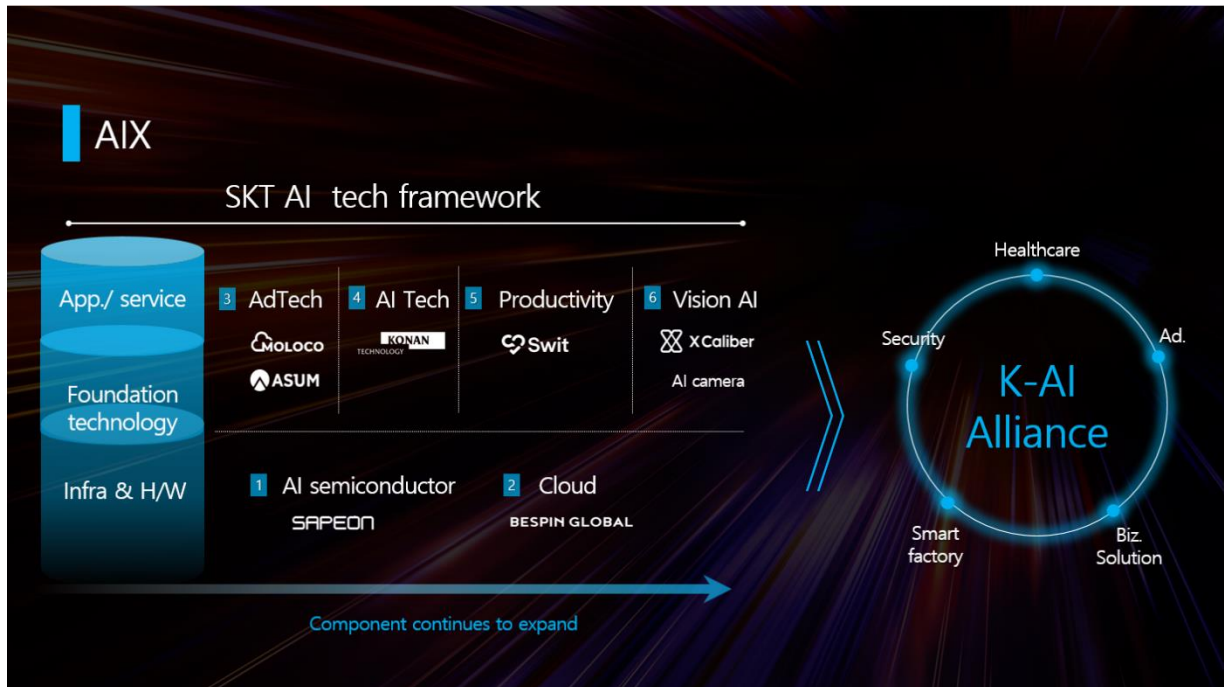 AIX
SKT AI tech framework
App./ service
Foundation
technology
Infra & H/W
3 AdTech
MOLOCO
ASUM
4 AI Tech
KONAN
TECHNOLOGY
5 Productivity
Swit
6 Vision AI
X Caliber
AI camera
1 AI semiconductor
SAPEON
2 Cloud
BESPIN GLOBAL
Component continues to expand
Healthcare
Security
Ad.
K-AI
Alliance
Smart
factory
Biz.
Solution